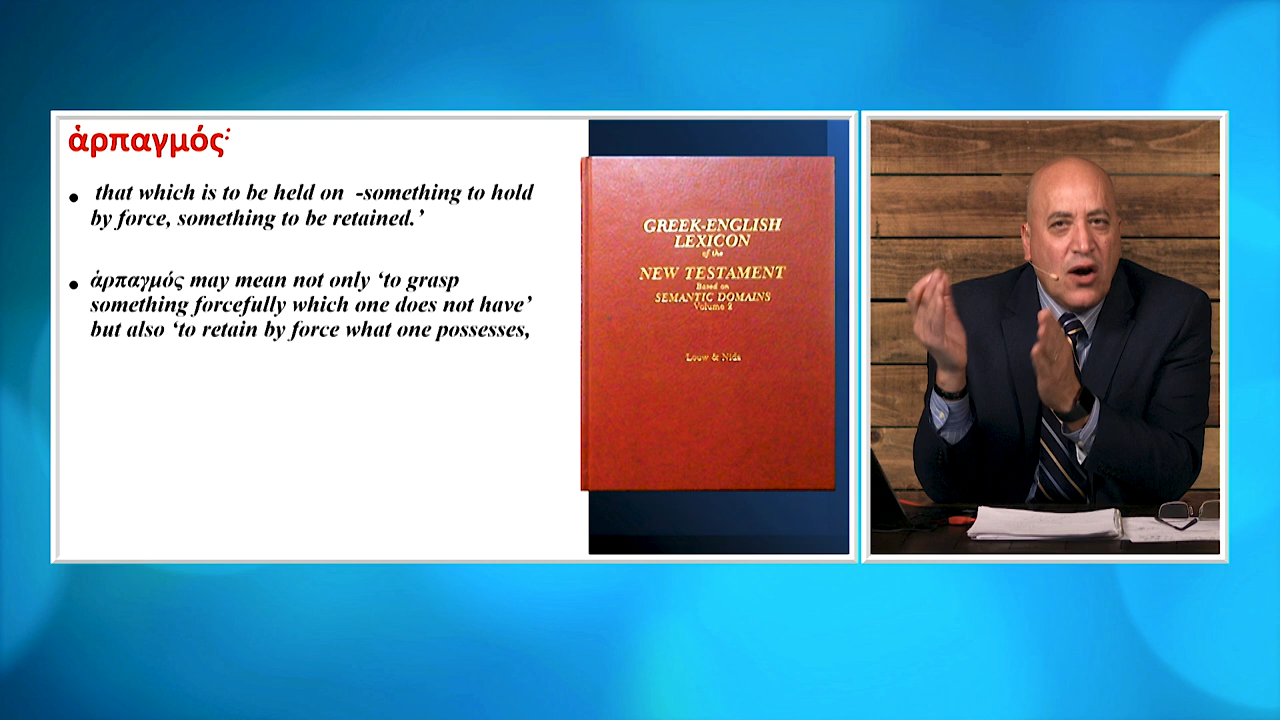 ἁρπαγμός:
• that which is to be held on -something to hold
by force, something to be retained.’
• ἁρπαγμός may mean not only ‘to grasp
something forcefully which one does not have’
but also ‘to retain by force what one possesses,
GREEK-ENGLISH
LEXICON
of the
NEW TESTAMENT
Based on
SEMANTIC DOMAINS
Volume 2
Louw & Nida